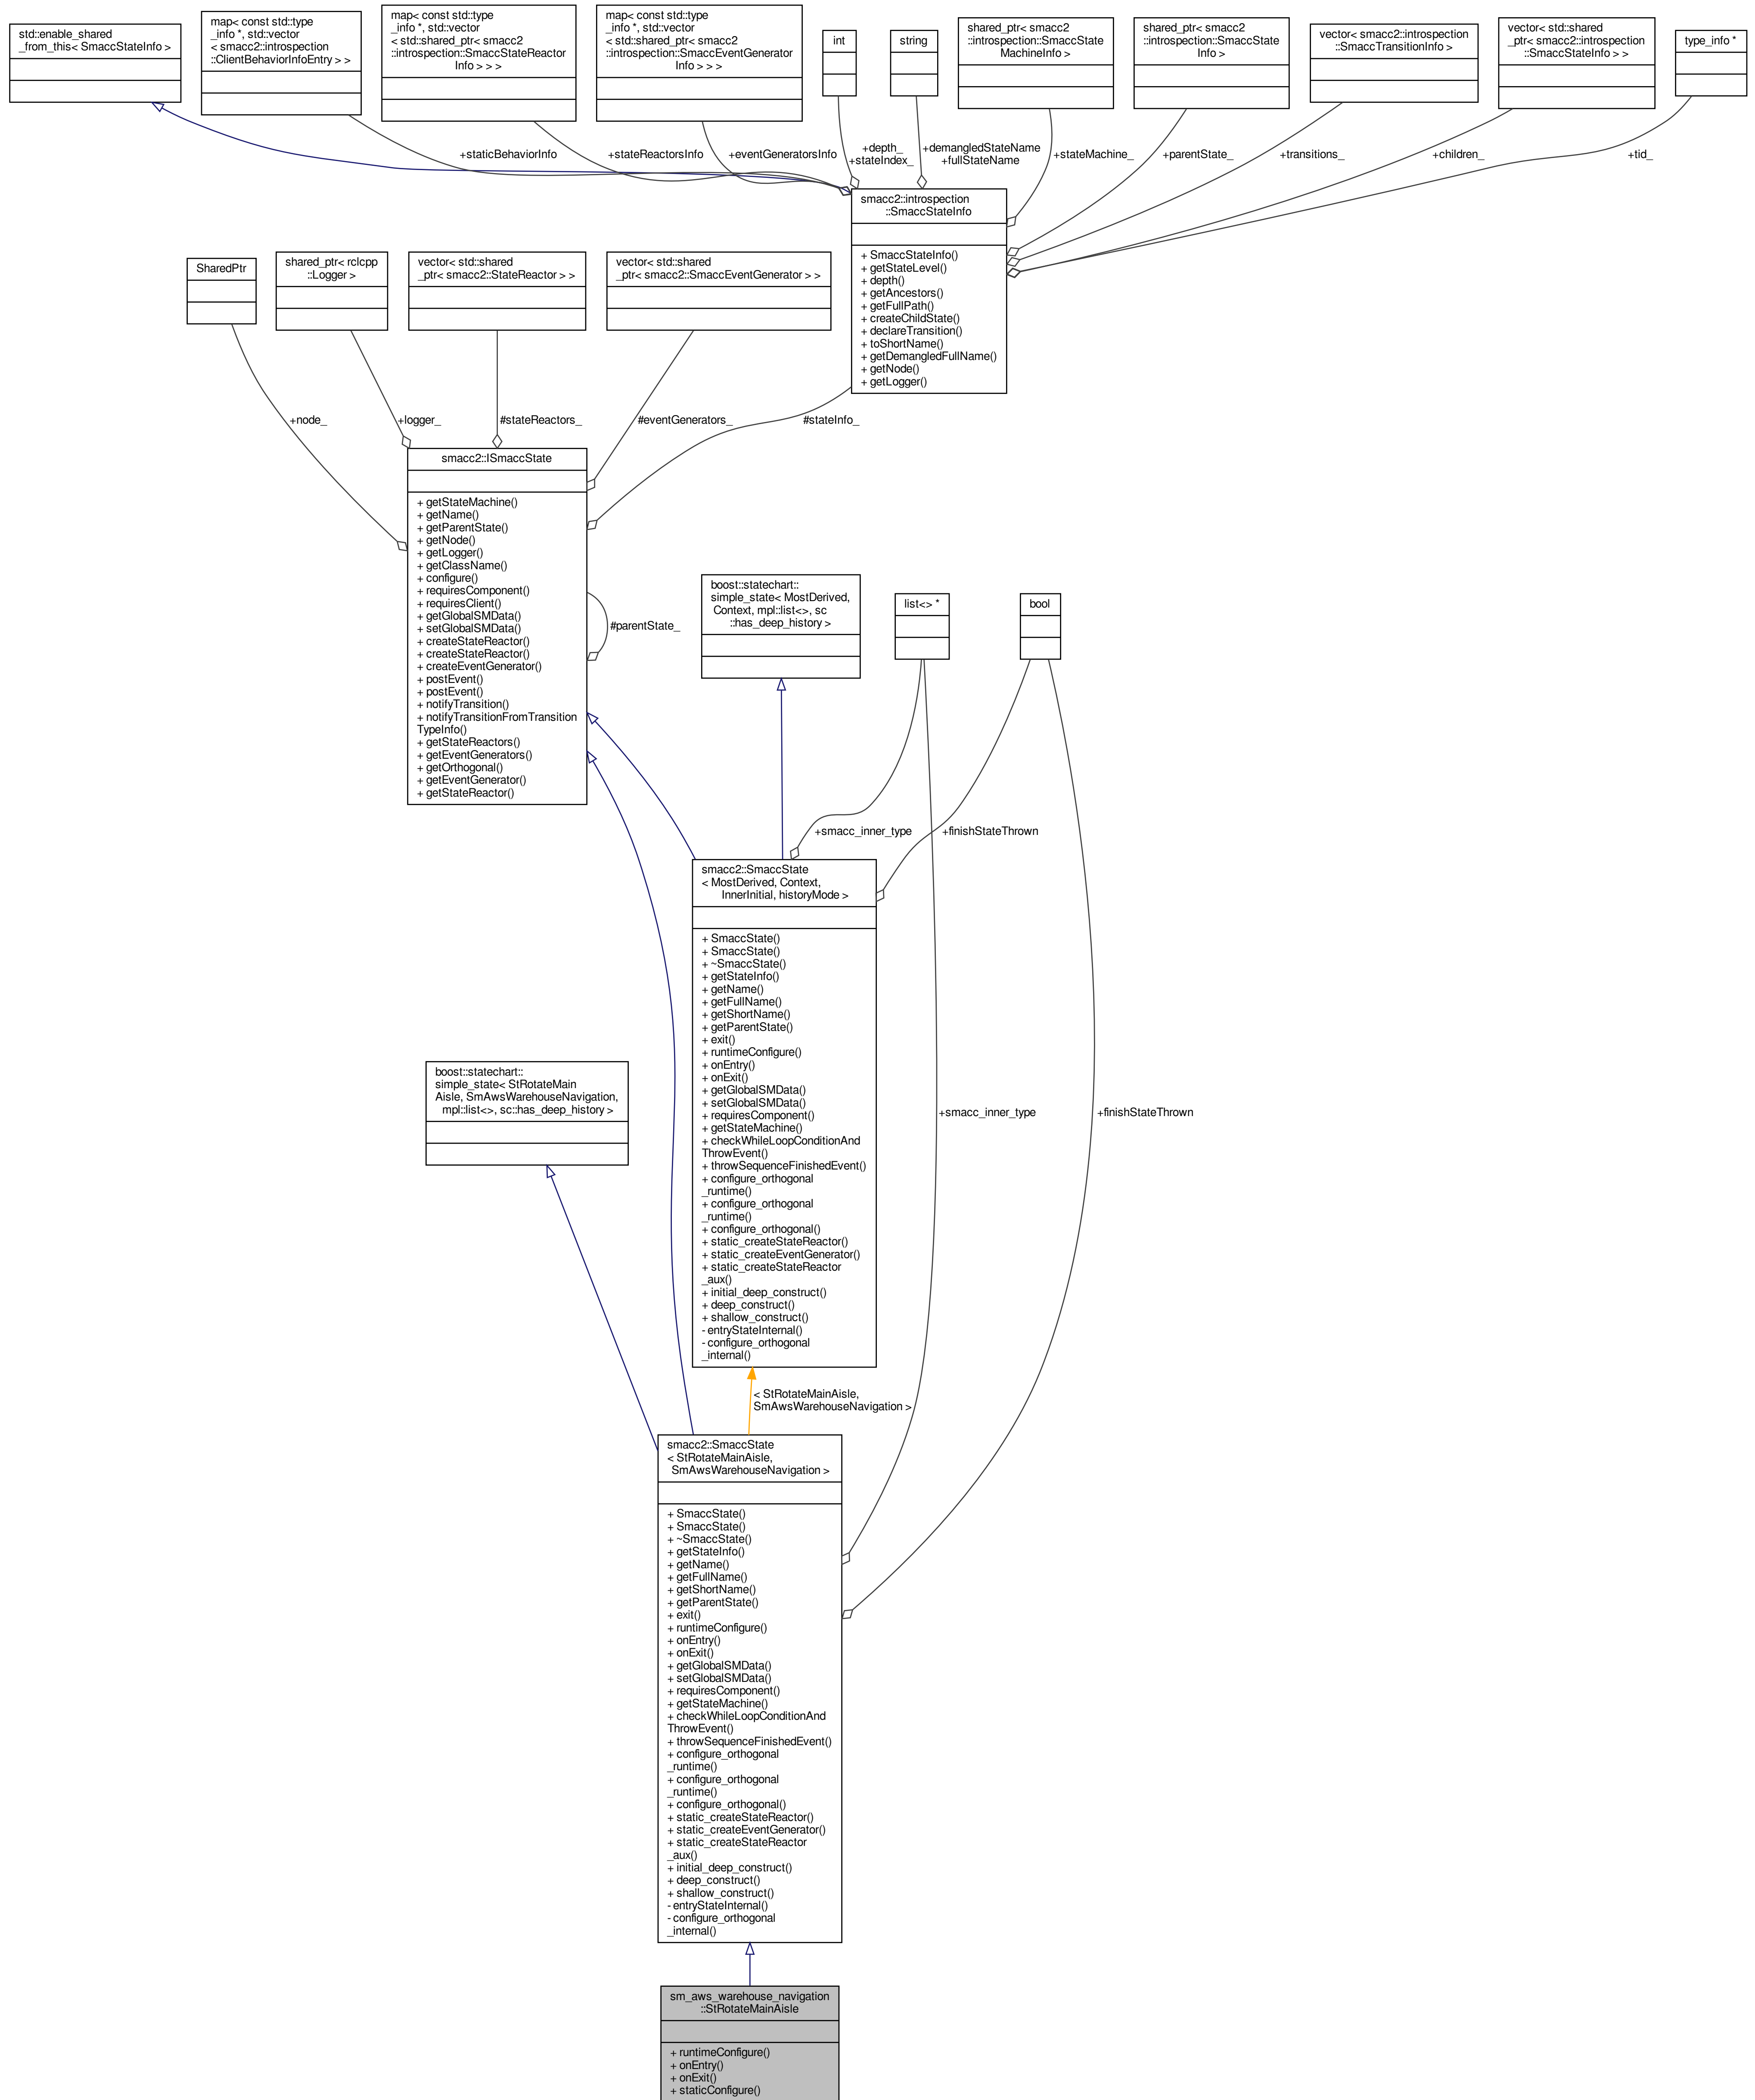 std::enable_shared
_from_this< SmaccStateInfo >
map< const std::type
_info *, std::vector
< smacc2::introspection
::ClientBehaviorInfoEntry > >
map< const std::type
_info *, std::vector
< std::shared_ptr< smacc2
::introspection::SmaccStateReactor
Info > > >
map< const std::type
_info *, std::vector
< std::shared_ptr< smacc2
::introspection::SmaccEventGenerator
Info > > >
int
string
shared_ptr< smacc2
::introspection::SmaccState
MachineInfo >
shared_ptr< smacc2
::introspection::SmaccState
Info >
vector< smacc2::introspection
::SmaccTransitionInfo >
vector< std::shared
_ptr< smacc2::introspection
::SmaccStateInfo > >
type_info *
+staticBehaviorInfo
+stateReactorsInfo
+eventGeneratorsInfo
+depth_
+stateIndex_
+demangledStateName
+fullStateName
+stateMachine_
+parentState_
+transitions_
+children_
+tid_
smacc2::introspection
::SmaccStateInfo
+ SmaccStateInfo()
+ getStateLevel()
+ depth()
+ getAncestors()
+ getFullPath()
+ createChildState()
+ declareTransition()
+ toShortName()
+ getDemangledFullName()
+ getNode()
+ getLogger()
SharedPtr
shared_ptr< rclcpp
::Logger >
vector< std::shared
_ptr< smacc2::StateReactor > >
vector< std::shared
_ptr< smacc2::SmaccEventGenerator > >
+node_
+logger_
#stateReactors_
#eventGenerators_
#stateInfo_
smacc2::ISmaccState
+ getStateMachine()
+ getName()
+ getParentState()
+ getNode()
+ getLogger()
+ getClassName()
+ configure()
+ requiresComponent()
+ requiresClient()
+ getGlobalSMData()
+ setGlobalSMData()
+ createStateReactor()
+ createStateReactor()
+ createEventGenerator()
+ postEvent()
+ postEvent()
+ notifyTransition()
+ notifyTransitionFromTransition
TypeInfo()
+ getStateReactors()
+ getEventGenerators()
+ getOrthogonal()
+ getEventGenerator()
+ getStateReactor()
#parentState_
boost::statechart::
simple_state< MostDerived,
Context, mpl::list<>, sc
::has_deep_history >
list<> *
bool
+smacc_inner_type
+finishStateThrown
smacc2::SmaccState
< MostDerived, Context,
InnerInitial, historyMode >
+ SmaccState()
+ SmaccState()
+ ~SmaccState()
+ getStateInfo()
+ getName()
+ getFullName()
+ getShortName()
+ getParentState()
+ exit()
+ runtimeConfigure()
+ onEntry()
+ onExit()
+ getGlobalSMData()
+ setGlobalSMData()
+ requiresComponent()
+ getStateMachine()
+ checkWhileLoopConditionAnd
ThrowEvent()
+ throwSequenceFinishedEvent()
+ configure_orthogonal
_runtime()
+ configure_orthogonal
_runtime()
+ configure_orthogonal()
+ static_createStateReactor()
+ static_createEventGenerator()
+ static_createStateReactor
_aux()
+ initial_deep_construct()
+ deep_construct()
+ shallow_construct()
- entryStateInternal()
- configure_orthogonal
_internal()
boost::statechart::
simple_state< StRotateMain
Aisle, SmAwsWarehouseNavigation,
mpl::list<>, sc::has_deep_history >
+smacc_inner_type
+finishStateThrown
< StRotateMainAisle,
SmAwsWarehouseNavigation >
smacc2::SmaccState
< StRotateMainAisle,
SmAwsWarehouseNavigation >
+ SmaccState()
+ SmaccState()
+ ~SmaccState()
+ getStateInfo()
+ getName()
+ getFullName()
+ getShortName()
+ getParentState()
+ exit()
+ runtimeConfigure()
+ onEntry()
+ onExit()
+ getGlobalSMData()
+ setGlobalSMData()
+ requiresComponent()
+ getStateMachine()
+ checkWhileLoopConditionAnd
ThrowEvent()
+ throwSequenceFinishedEvent()
+ configure_orthogonal
_runtime()
+ configure_orthogonal
_runtime()
+ configure_orthogonal()
+ static_createStateReactor()
+ static_createEventGenerator()
+ static_createStateReactor
_aux()
+ initial_deep_construct()
+ deep_construct()
+ shallow_construct()
- entryStateInternal()
- configure_orthogonal
_internal()
sm_aws_warehouse_navigation
::StRotateMainAisle
+ runtimeConfigure()
+ onEntry()
+ onExit()
+ staticConfigure()